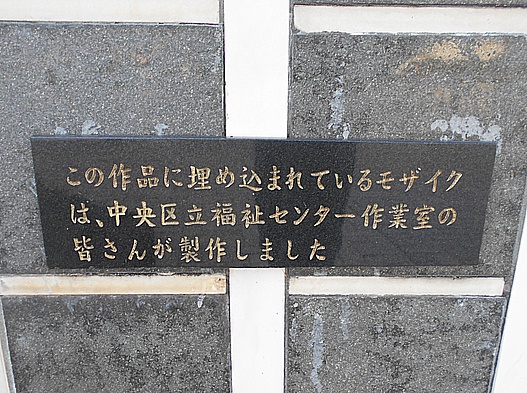 この作品に埋め込まれているモザイク
は、中央区立福祉センター作業室の
皆さんが製作しました